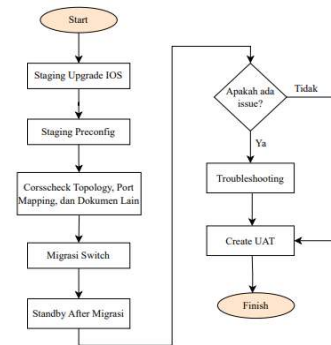 Start
Staging Upgrade IOS
Staging Preconfig
Corsscheck Topology, Port
Mapping, dan Dokumen Lain
Migrasi Switch
Standby After Migrasi
Apakah ada
issue?
Tidak
Ya
Troubleshooting
Create UAT
Finish